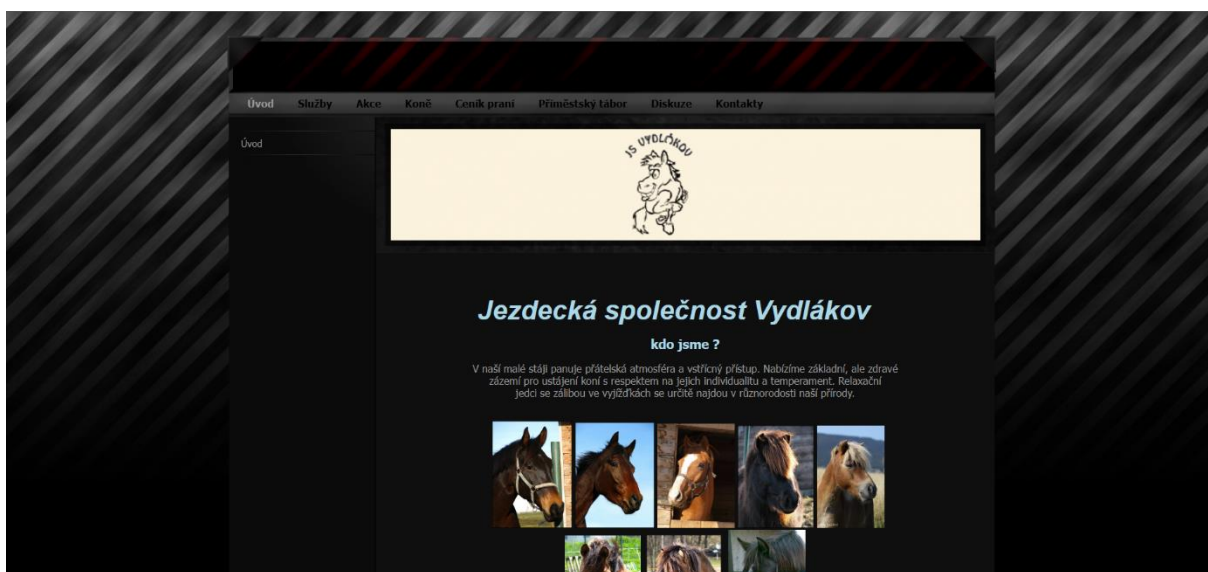 Úvod Služby Akce Koně Ceník praní Příměstský tábor Diskuze Kontakty
Úvod
JS VYDLÁKOV
Jezdecká společnost Vydlákov
kdo jsme ?
V naší malé stáji panuje přátelská atmosféra a vstřícný přístup. Nabízíme základní, ale zdravé
zázemí pro ustájení koní s respektem na jejich individualitu a temperament. Relaxační
jedci se zálibou ve vyjížďkách se určitě najdou v různorodosti naší přírody.